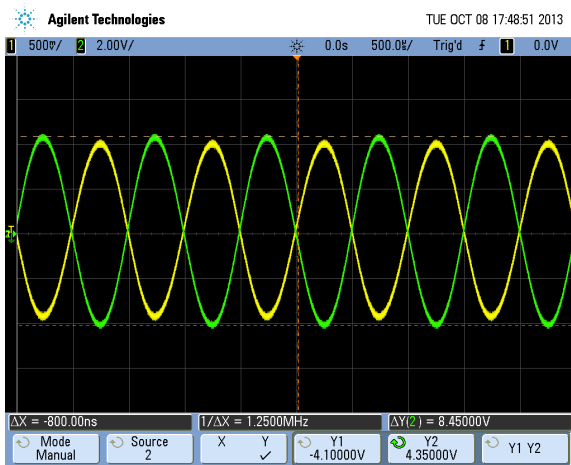 Agilent Technologies TUE OCT 08 17:48:51 2013
1 500mV/ 2 2.00V/ 0.0s 500.0µ/ Trig'd 1 0.0V
ΔX = -800.00ns 1/ΔX = 1.2500MHz ΔY(2) = 8.45000V
Mode Source X Y Y1 Y2 Y1 Y2
Manual 2 ✓ -4.10000V 4.35000V